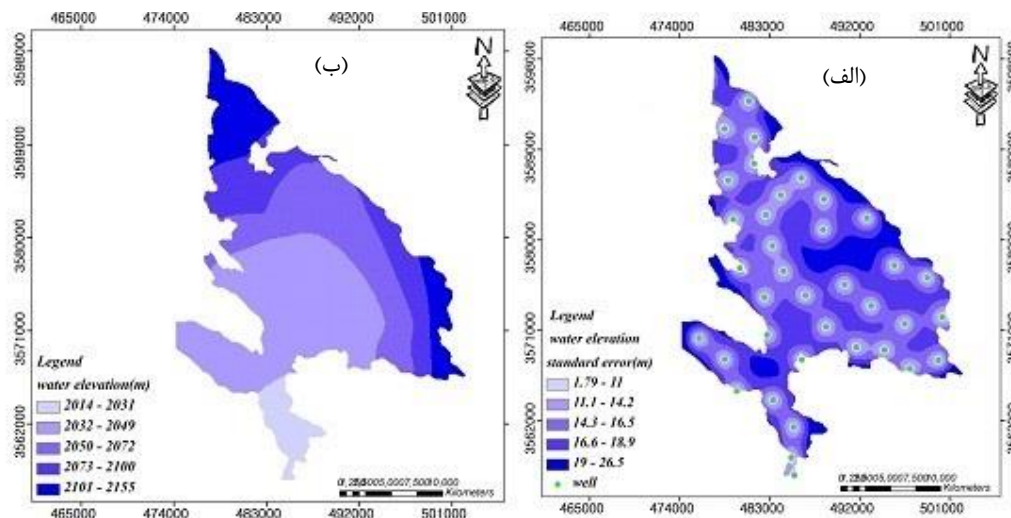 465000 474000 483000 492000 501000
3598000
3589000
3580000
3571000
3562000
(ب)
N
Legend
water elevation(m)
2014 - 2031
2032 - 2049
2050 - 2072
2073 - 2100
2101 - 2155
Kilometers
465000 474000 483000 492000 501000
465000 474000 483000 492000 501000
3598000
3589000
3580000
3571000
3562000
(الف)
N
Legend
water elevation
standard error(m)
1.79 - 11
11.1 - 14.2
14.3 - 16.5
16.6 - 18.9
19 - 26.5
well
Kilometers
465000 474000 483000 492000 501000